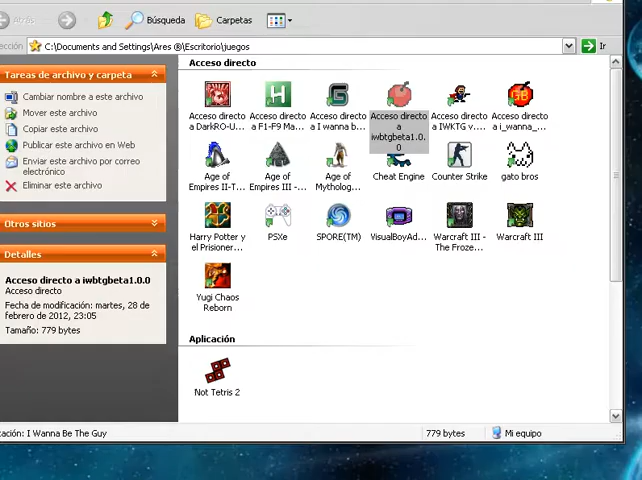 Atrás
Búsqueda
Carpetas
ección
C:\Documents and Settings\Ares ®\Escritorio\juegos
Ir
Tareas de archivo y carpeta
Cambiar nombre a este archivo
Mover este archivo
Copiar este archivo
Publicar este archivo en Web
Enviar este archivo por correo
electrónico
Eliminar este archivo
Otros sitios
Detalles
Acceso directo a iwbtgbeta1.0.0
Acceso directo
Fecha de modificación: martes, 28 de
febrero de 2012, 23:05
Tamaño: 779 bytes
Acceso directo
Acceso directo
a DarkRO-U...
Acceso directo
a F1-F9 Ma...
Acceso directo
a I wanna b...
Acceso directo
a
iwbtgbeta1.0.
0
Acceso directo
a IWKTG v....
Acceso directo
a i_wanna_...
Age of
Empires II-T...
Age of
Empires III -...
Age of
Mytholog...
Cheat Engine
Counter Strike
gato bros
Harry Potter y
el Prisioner...
PSXe
SPORE(TM)
VisualBoyAd...
Warcraft III -
The Froze...
Warcraft III
Yugi Chaos
Reborn
Aplicación
Not Tetris 2
cación: I Wanna Be The Guy
779 bytes
Mi equipo